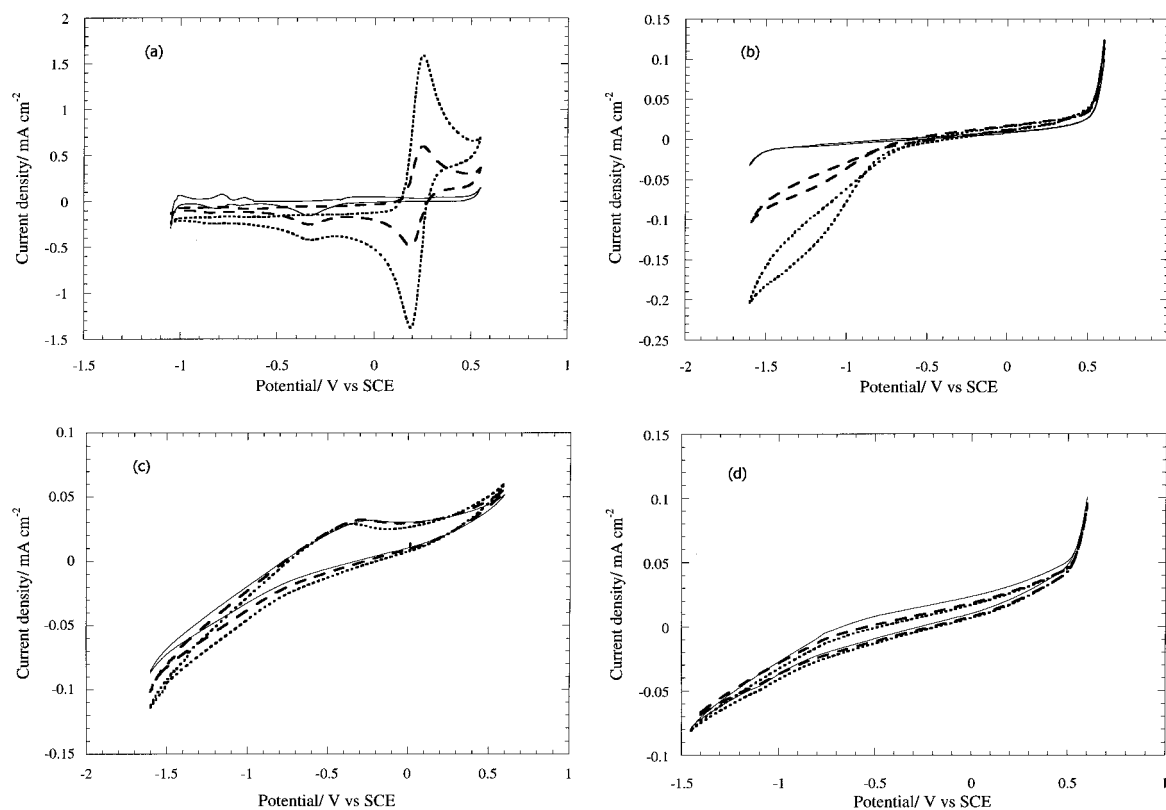 (a)
Current density/ mA cm⁻²
2
1.5
1
0.5
0
-0.5
-1
-1.5
-1.5 -1 -0.5 0 0.5 1
Potential/ V vs SCE
(b)
Current density/ mA cm⁻²
0.15
0.1
0.05
0
-0.05
-0.1
-0.15
-0.2
-0.25
-2 -1.5 -1 -0.5 0 0.5 1
Potential/ V vs SCE
(c)
Current density/ mA cm⁻²
0.1
0.05
0
-0.05
-0.1
-0.15
-2 -1.5 -1 -0.5 0 0.5 1
Potential/ V vs SCE
(d)
Current density/ mA cm⁻²
0.15
0.1
0.05
0
-0.05
-0.1
-1.5 -1 -0.5 0 0.5 1
Potential/ V vs SCE